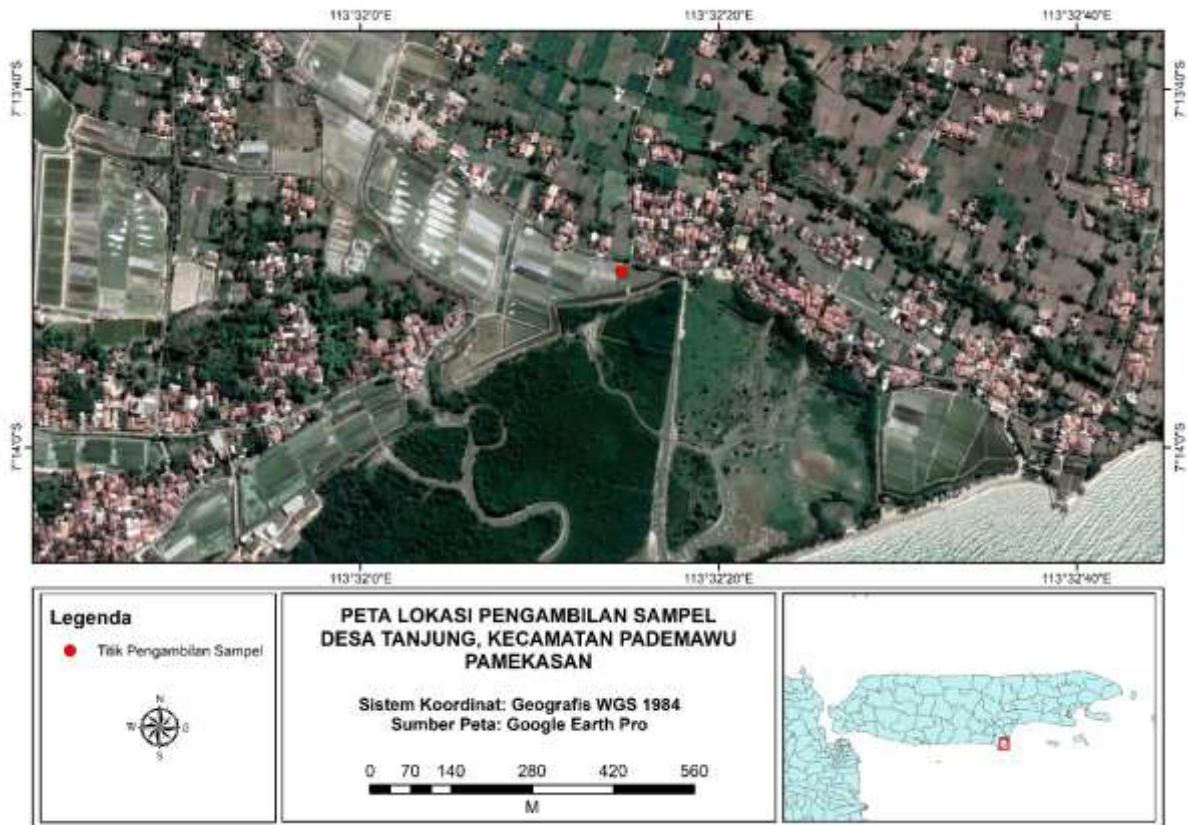 113°32'0"E
113°32'20"E
113°32'40"E
7°13'40"S
7°13'40"S
7°14'0"S
7°14'0"S
113°32'0"E
113°32'20"E
113°32'40"E
Legenda
Titik Pengambilan Sampel
N
W
E
S
PETA LOKASI PENGAMBILAN SAMPEL
DESA TANJUNG, KECAMATAN PADEMAWU
PAMEKASAN
Sistem Koordinat: Geografis WGS 1984
Sumber Peta: Google Earth Pro
0 70 140 280 420 560
M